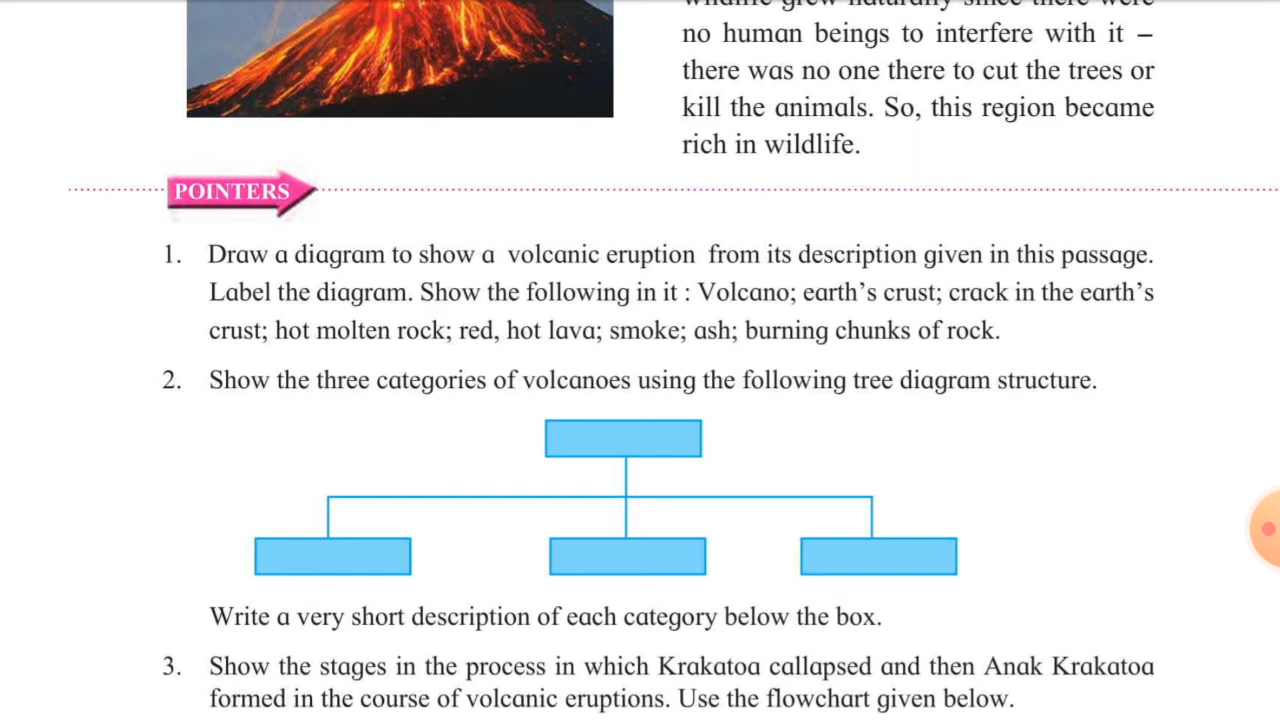 no human beings to interfere with it –
there was no one there to cut the trees or
kill the animals. So, this region became
rich in wildlife.
POINTERS
1. Draw a diagram to show a volcanic eruption from its description given in this passage.
Label the diagram. Show the following in it : Volcano; earth’s crust; crack in the earth’s
crust; hot molten rock; red, hot lava; smoke; ash; burning chunks of rock.
2. Show the three categories of volcanoes using the following tree diagram structure.
Write a very short description of each category below the box.
3. Show the stages in the process in which Krakatoa callapsed and then Anak Krakatoa
formed in the course of volcanic eruptions. Use the flowchart given below.